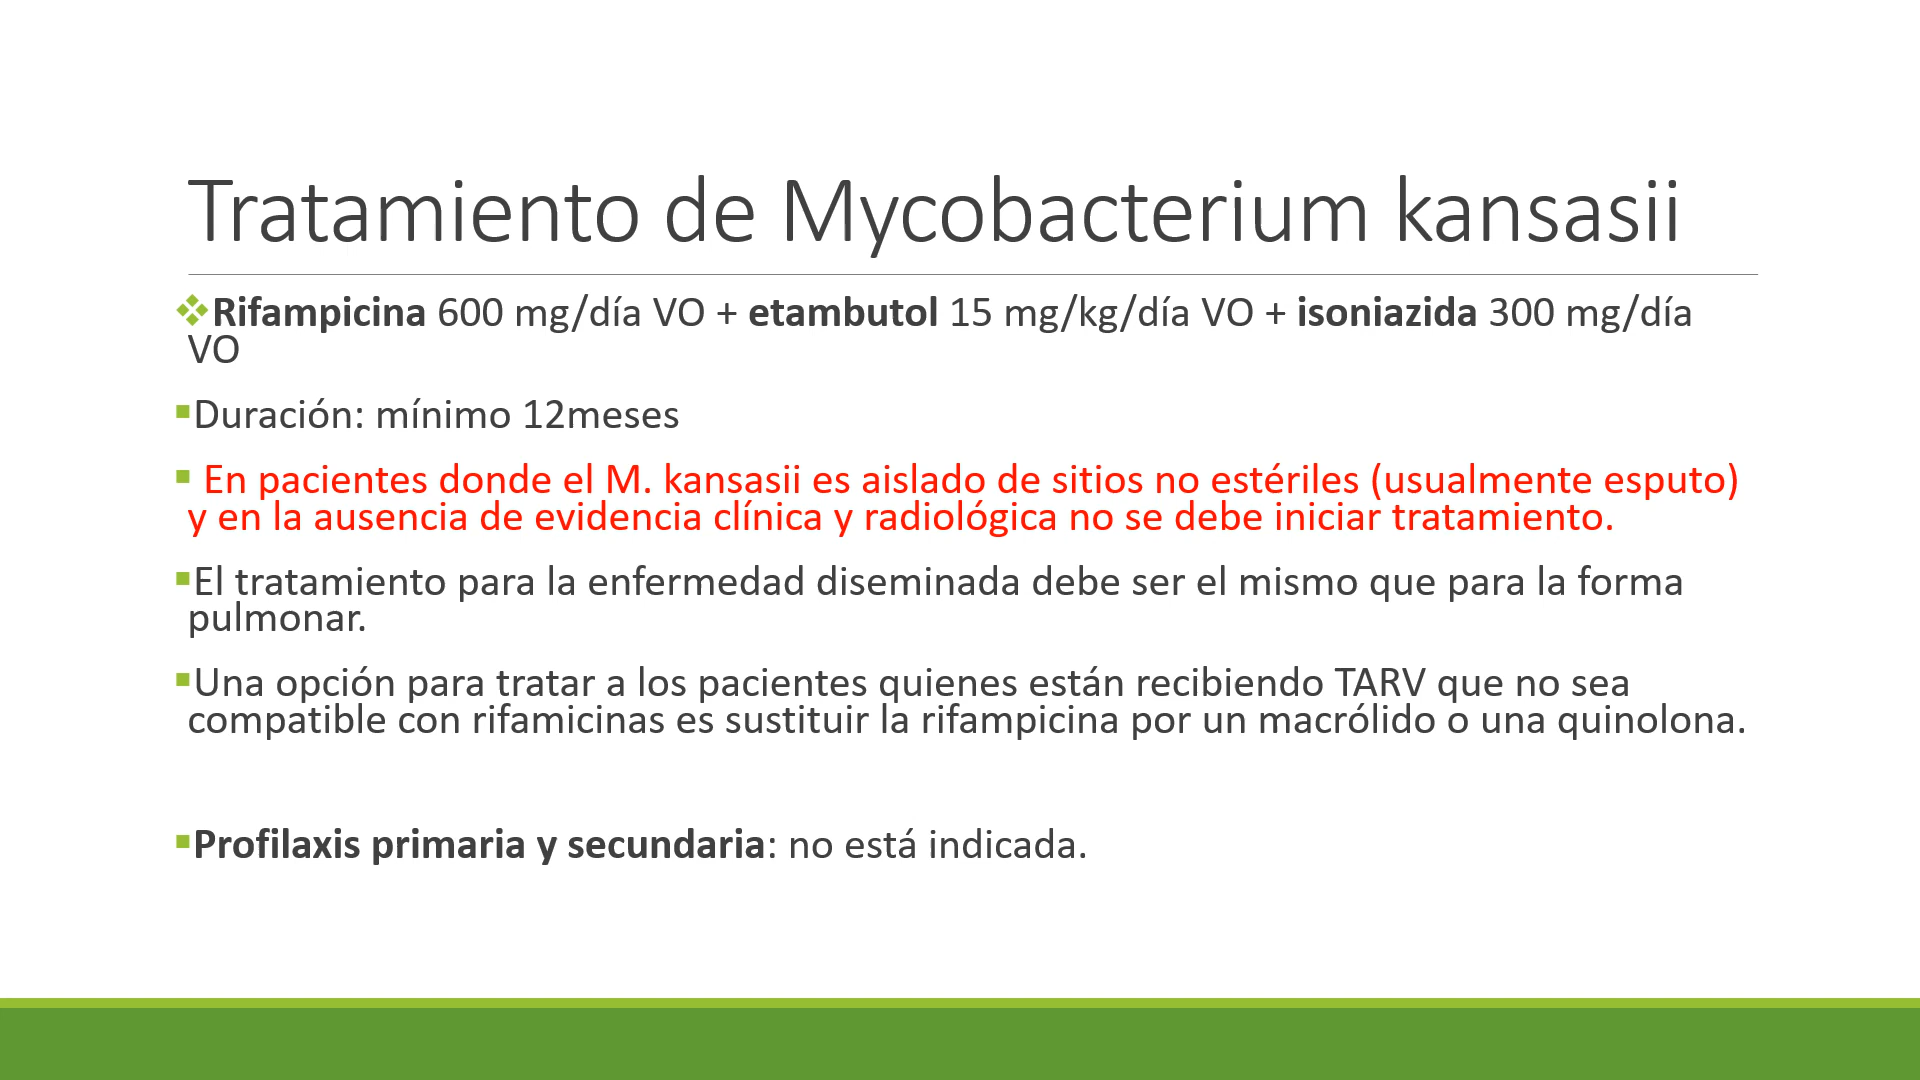 Tratamiento de Mycobacterium kansasii
❖Rifampicina 600 mg/día VO + etambutol 15 mg/kg/día VO + isoniazida 300 mg/día
VO
▪Duración: mínimo 12meses
▪ En pacientes donde el M. kansasii es aislado de sitios no estériles (usualmente esputo)
y en la ausencia de evidencia clínica y radiológica no se debe iniciar tratamiento.
▪El tratamiento para la enfermedad diseminada debe ser el mismo que para la forma
pulmonar.
▪Una opción para tratar a los pacientes quienes están recibiendo TARV que no sea
compatible con rifamicinas es sustituir la rifampicina por un macrólido o una quinolona.
▪Profilaxis primaria y secundaria: no está indicada.